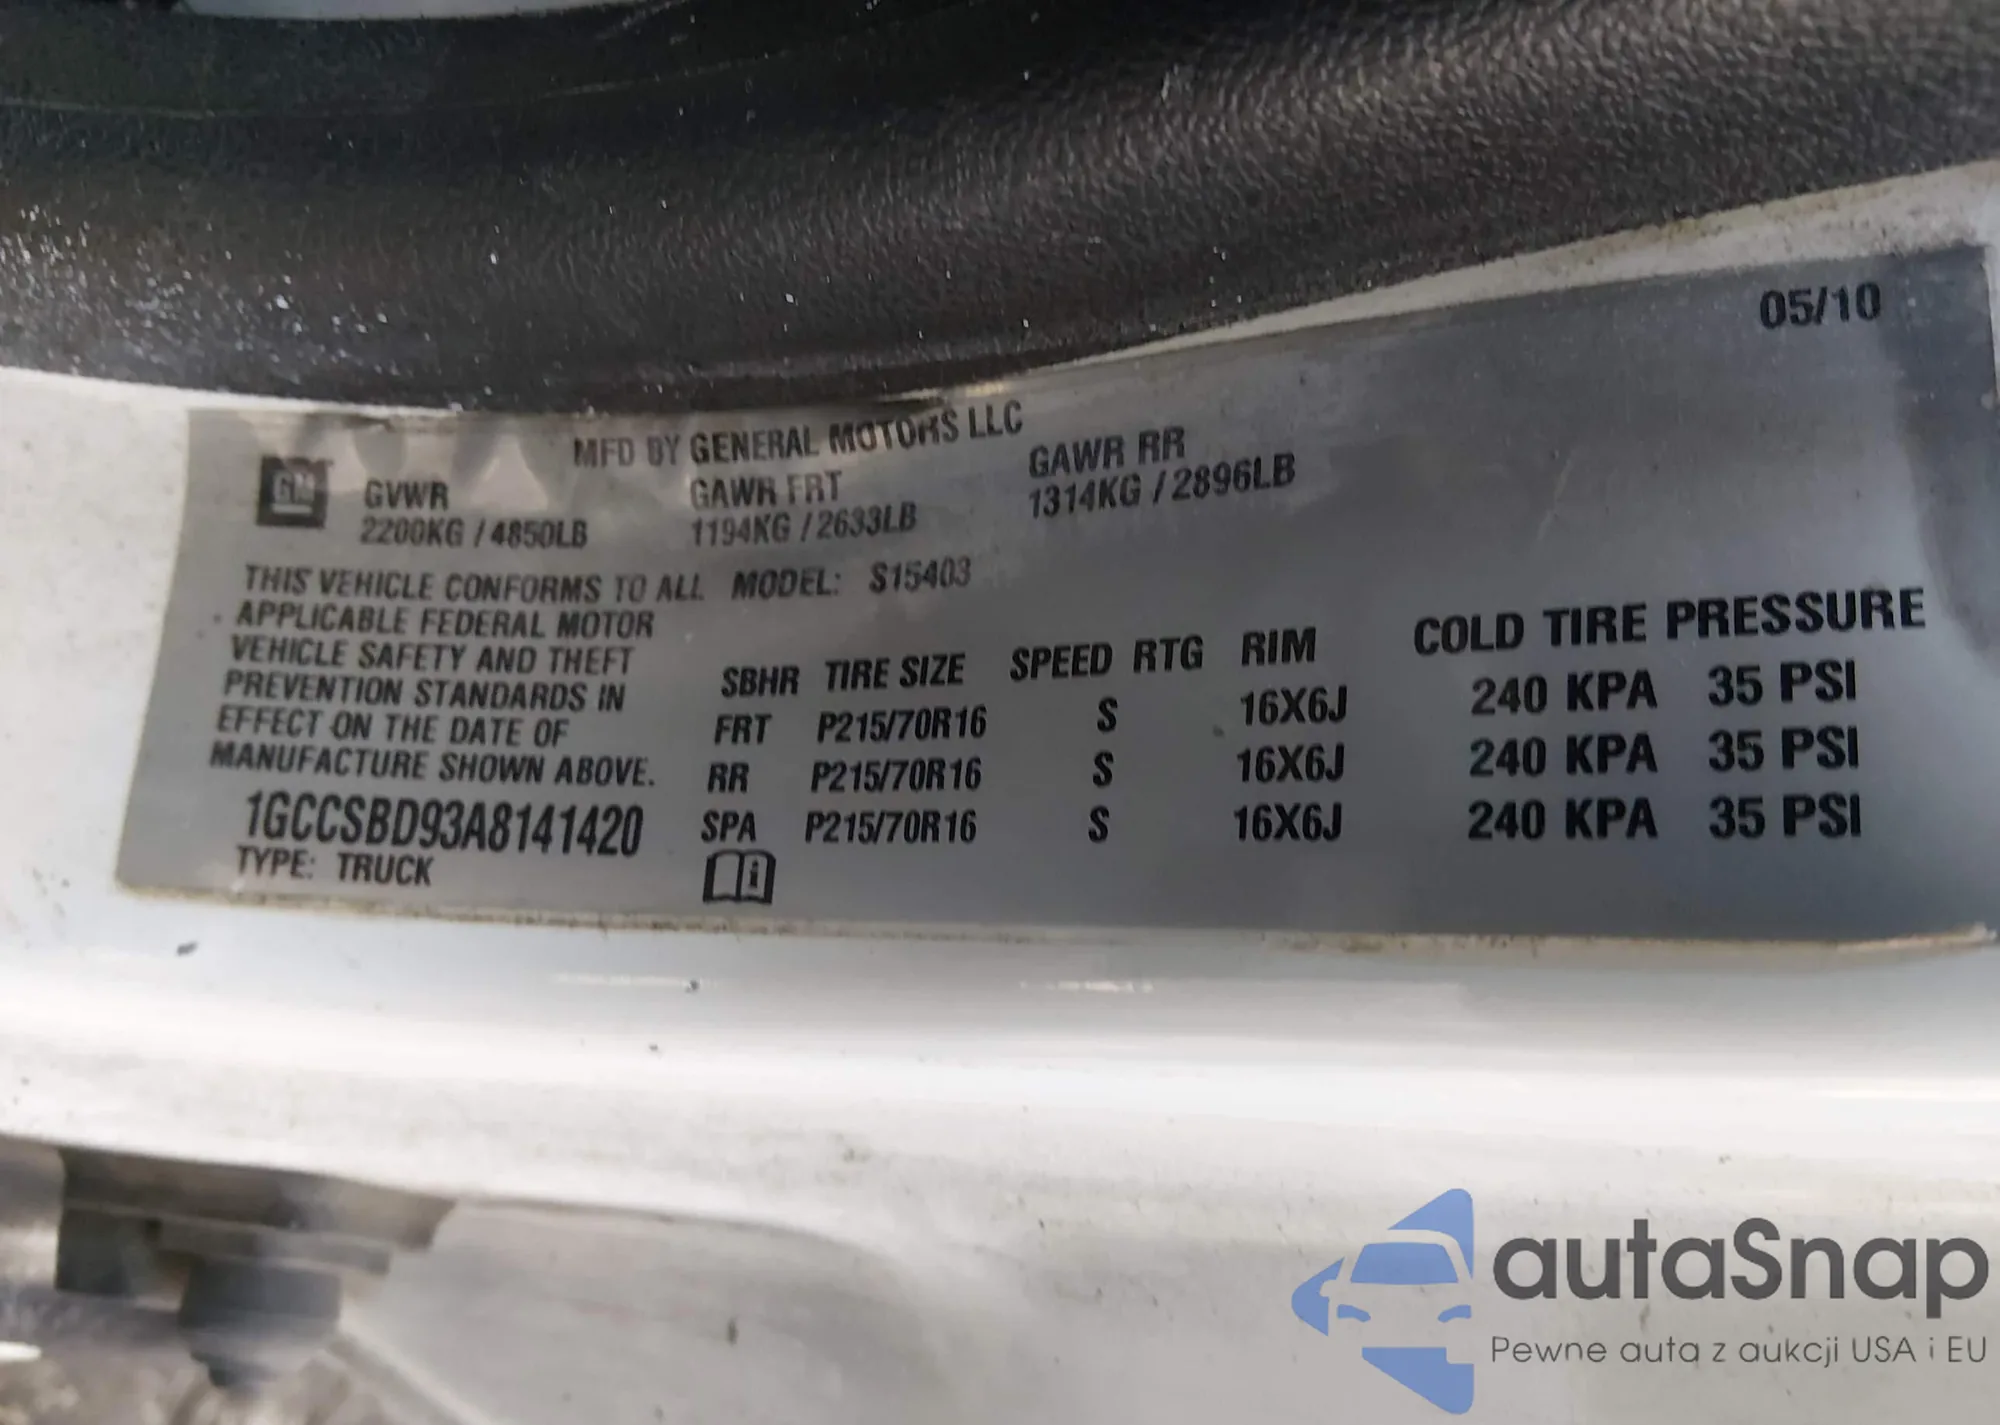 05/10
MFD BY GENERAL MOTORS LLC
GM
GVWR GAWR FRT GAWR RR
2200KG / 4850LB 1194KG / 2633LB 1314KG / 2896LB
THIS VEHICLE CONFORMS TO ALL MODEL: S15403
APPLICABLE FEDERAL MOTOR
VEHICLE SAFETY AND THEFT
PREVENTION STANDARDS IN
EFFECT ON THE DATE OF
MANUFACTURE SHOWN ABOVE.
1GCCSBD93A8141420
TYPE: TRUCK
SBHR TIRE SIZE SPEED RTG RIM COLD TIRE PRESSURE
FRT P215/70R16 S 16X6J 240 KPA 35 PSI
RR P215/70R16 S 16X6J 240 KPA 35 PSI
SPA P215/70R16 S 16X6J 240 KPA 35 PSI
i
autaSnap
Pewne auta z aukcji USA i EU